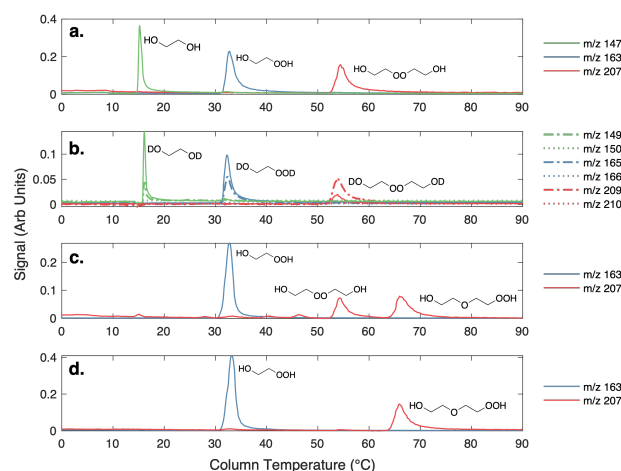 a.
HO
OH
HO
OOH
HO
OO
OH
0.4
0.2
0
0 10 20 30 40 50 60 70 80 90
m/z 147
m/z 163
m/z 207
b.
DO
OD
DO
OOD
DO
OO
OD
0.1
0.05
0
0 10 20 30 40 50 60 70 80 90
m/z 149
m/z 150
m/z 165
m/z 166
m/z 209
m/z 210
Signal (Arb Units)
c.
HO
OOH
HO
OO
OH
HO
O
OOH
0.2
0.1
0
0 10 20 30 40 50 60 70 80 90
m/z 163
m/z 207
d.
HO
OOH
HO
O
OOH
0.4
0.2
0
0 10 20 30 40 50 60 70 80 90
m/z 163
m/z 207
Column Temperature (°C)